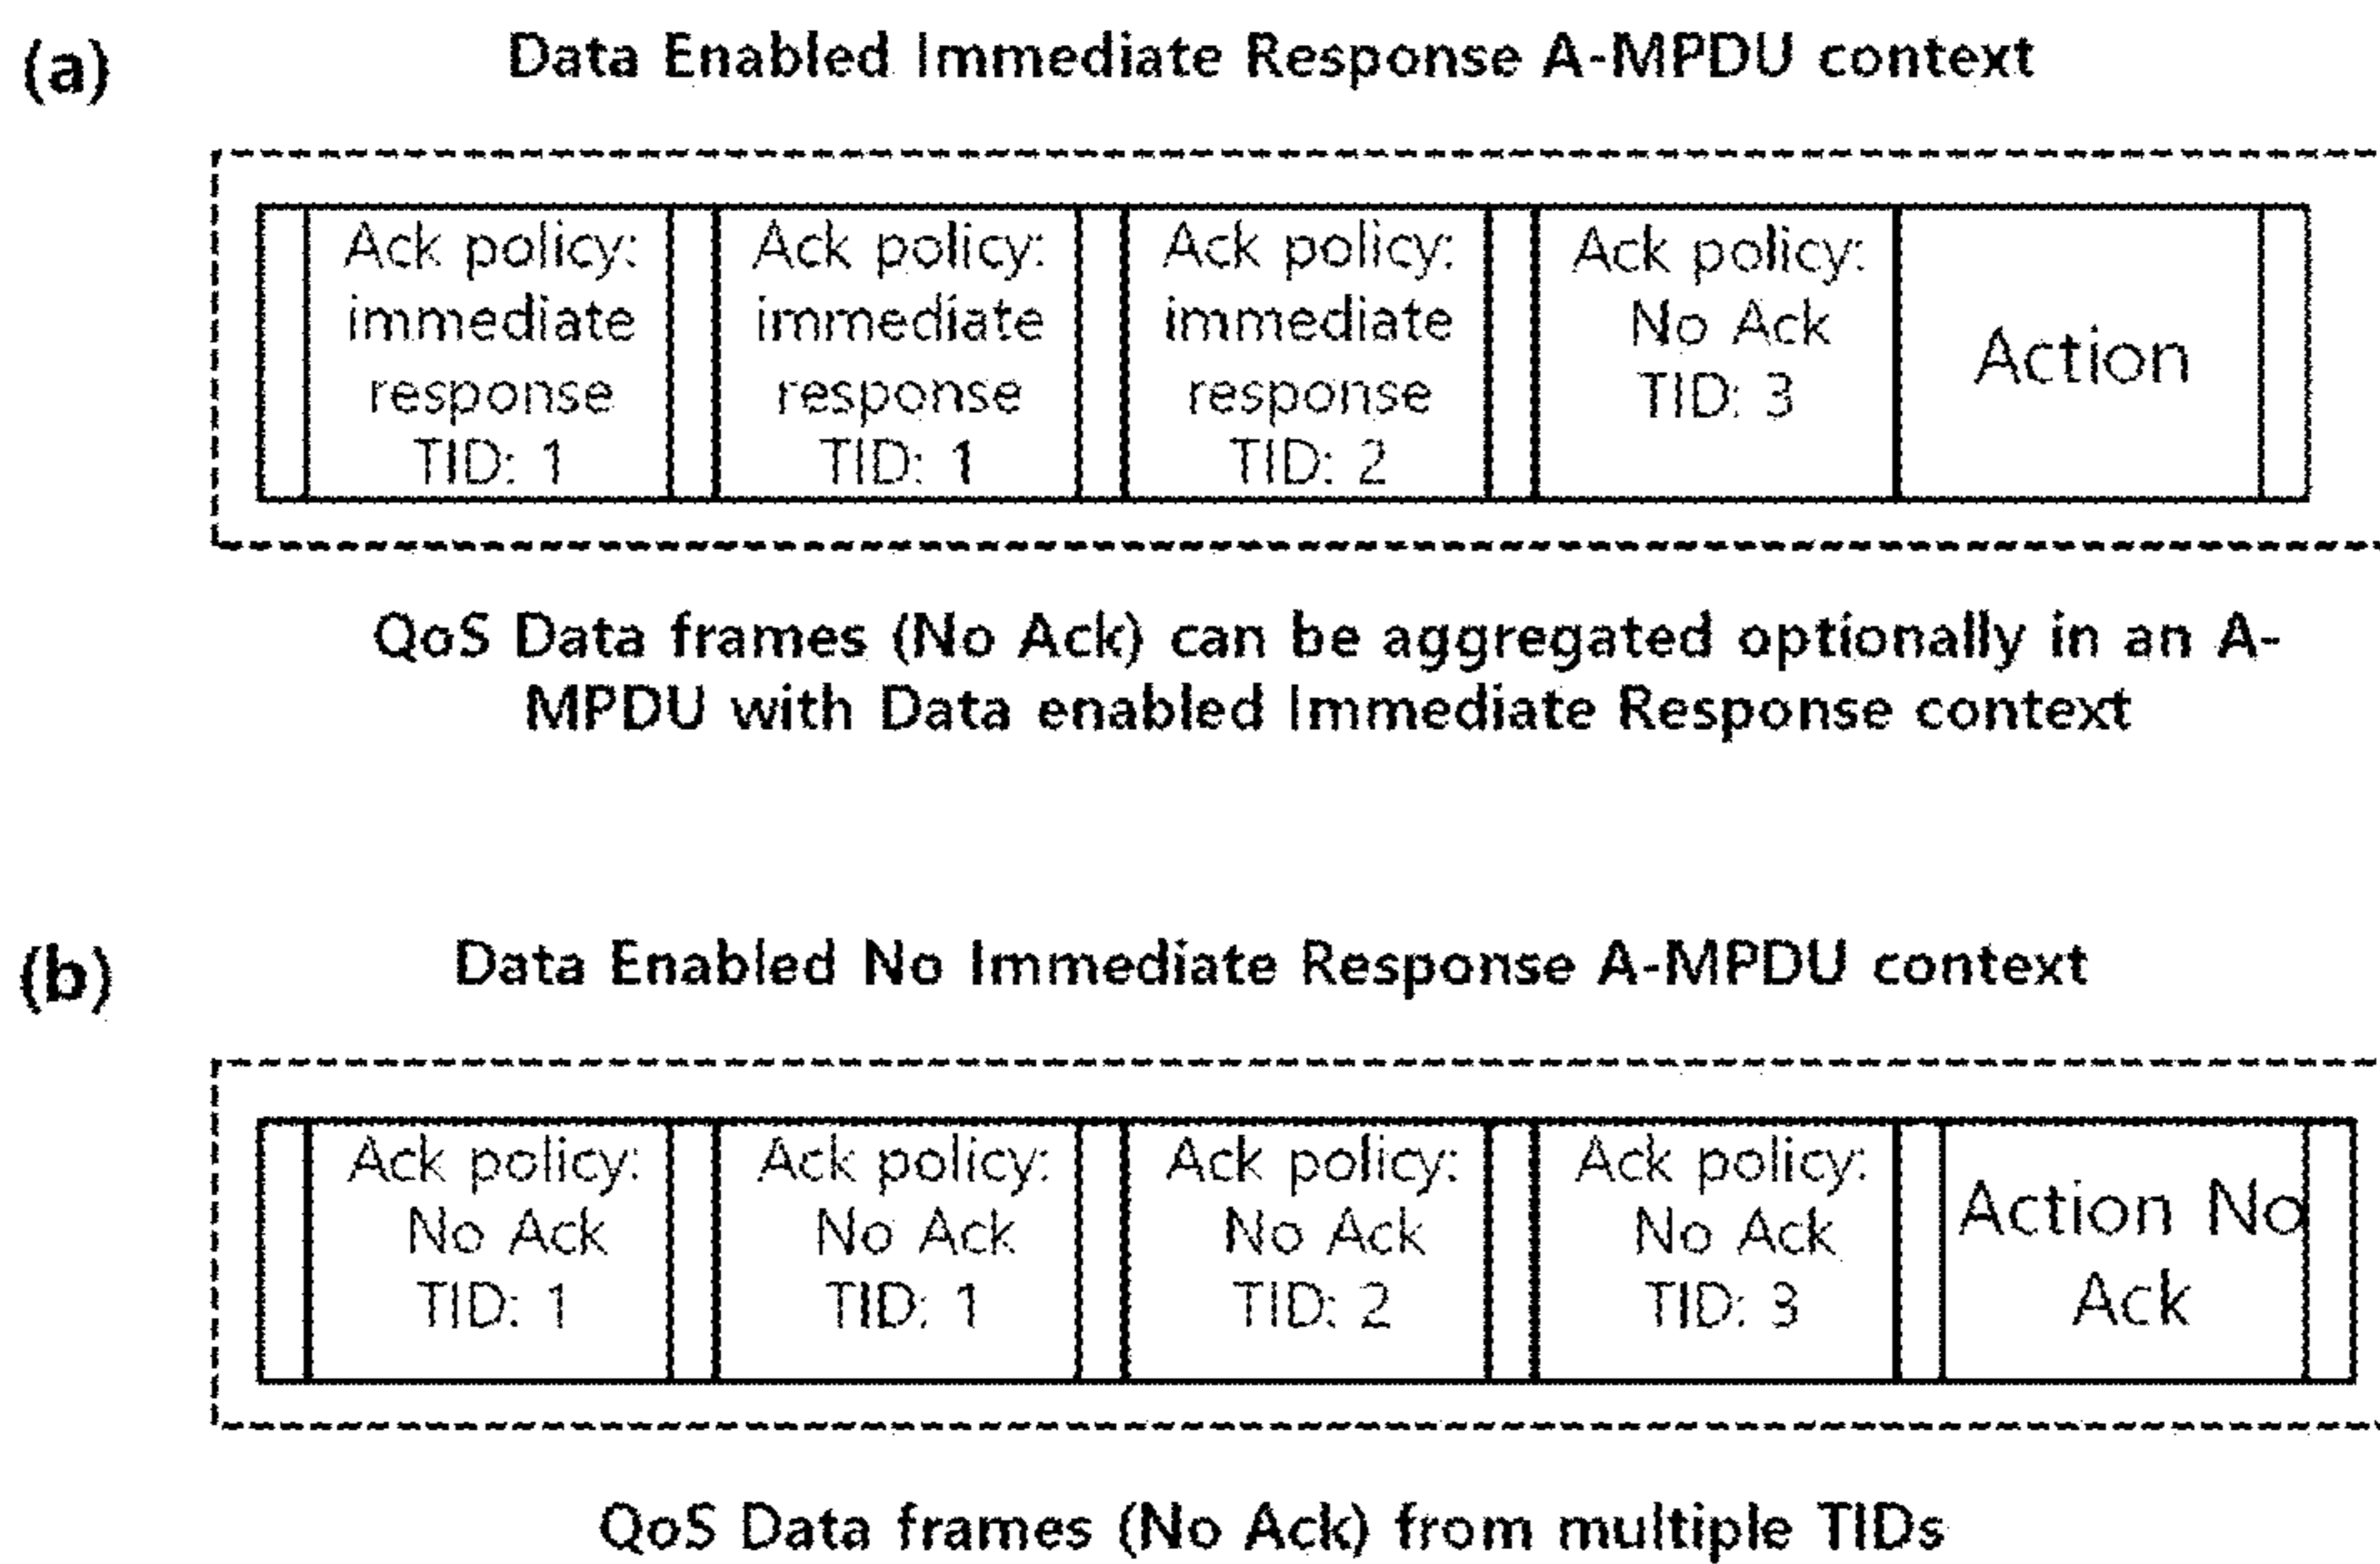 (a)
Data Enabled Immediate Response A-MPDU context
Ack policy:
immediate
response
TID: 1
Ack policy:
immediate
response
TID: 1
Ack policy:
immediate
response
TID: 2
Ack policy:
No Ack
TID: 3
Action
QoS Data frames (No Ack) can be aggregated optionally in an A-
MPDU with Data enabled Immediate Response context
(b)
Data Enabled No Immediate Response A-MPDU context
Ack policy:
No Ack
TID: 1
Ack policy:
No Ack
TID: 1
Ack policy:
No Ack
TID: 2
Ack policy:
No Ack
TID: 3
Action No
Ack
QoS Data frames (No Ack) from multiple TIDs